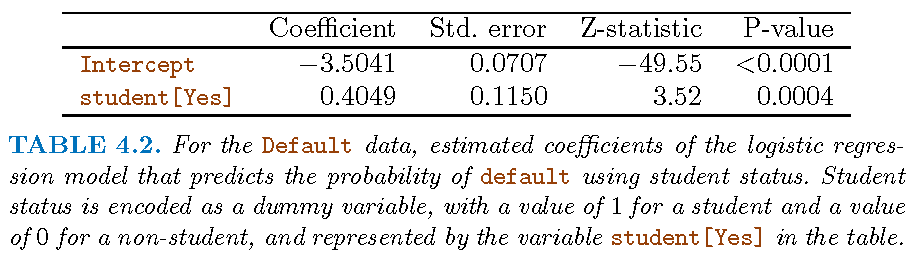 Coefficient Std. error Z-statistic P-value
Intercept −3.5041 0.0707 −49.55 <0.0001
student[Yes] 0.4049 0.1150 3.52 0.0004
TABLE 4.2. For the Default data, estimated coefficients of the logistic regres-
sion model that predicts the probability of default using student status. Student
status is encoded as a dummy variable, with a value of 1 for a student and a value
of 0 for a non-student, and represented by the variable student[Yes] in the table.